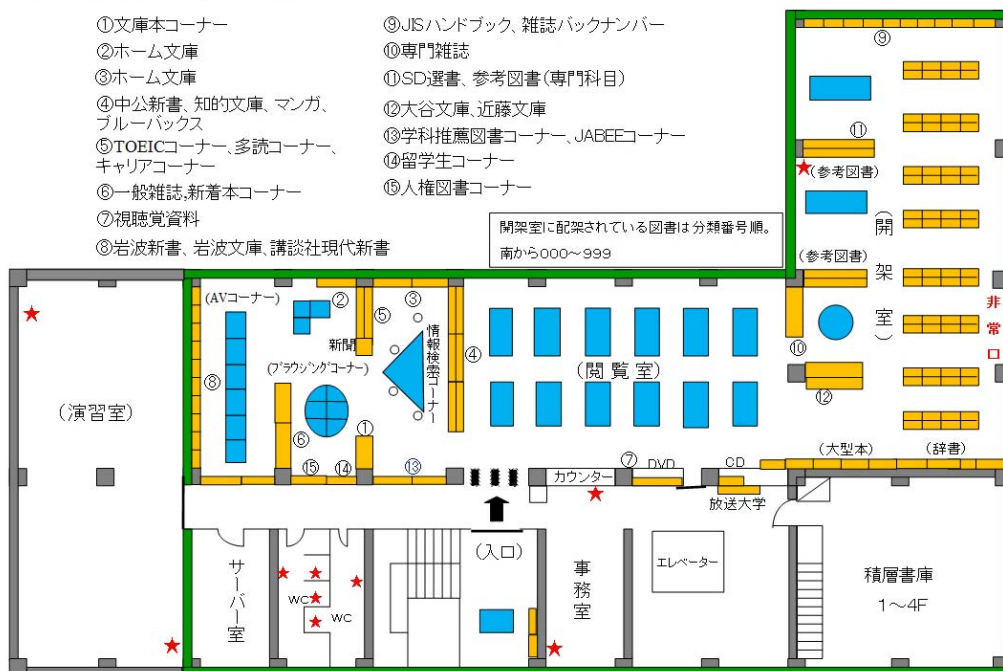 ①文庫本コーナー
②ホーム文庫
③ホーム文庫
④中公新書、知的文庫、マンガ、
ブルーバックス
⑤TOEICコーナー、多読コーナー、
キャリアコーナー
⑥一般雑誌,新着本コーナー
⑦視聴覚資料
⑧岩波新書、岩波文庫、講談社現代新書
⑨JISハンドブック、雑誌バックナンバー
⑩専門雑誌
⑪SD選書、参考図書(専門科目)
⑫大谷文庫、近藤文庫
⑬学科推薦図書コーナー、JABEEコーナー
⑭留学生コーナー
⑮人権図書コーナー
開架室に配架されている図書は分類番号順。
南から000~999
⑨
⑪
(参考図書)
(開架室)
(参考図書)
非常口
⑩
⑫
(大型本)
(辞書)
(AVコーナー)
②
③
⑤
新聞
情報検索コーナー
④
(ブラウジングコーナー)
⑧
①
⑥
⑮
⑭
⑬
(閲覧室)
(演習室)
カウンター
⑦
DVD
CD
放送大学
(入口)
サーバー室
WC
WC
事務室
エレベーター
積層書庫
1~4F